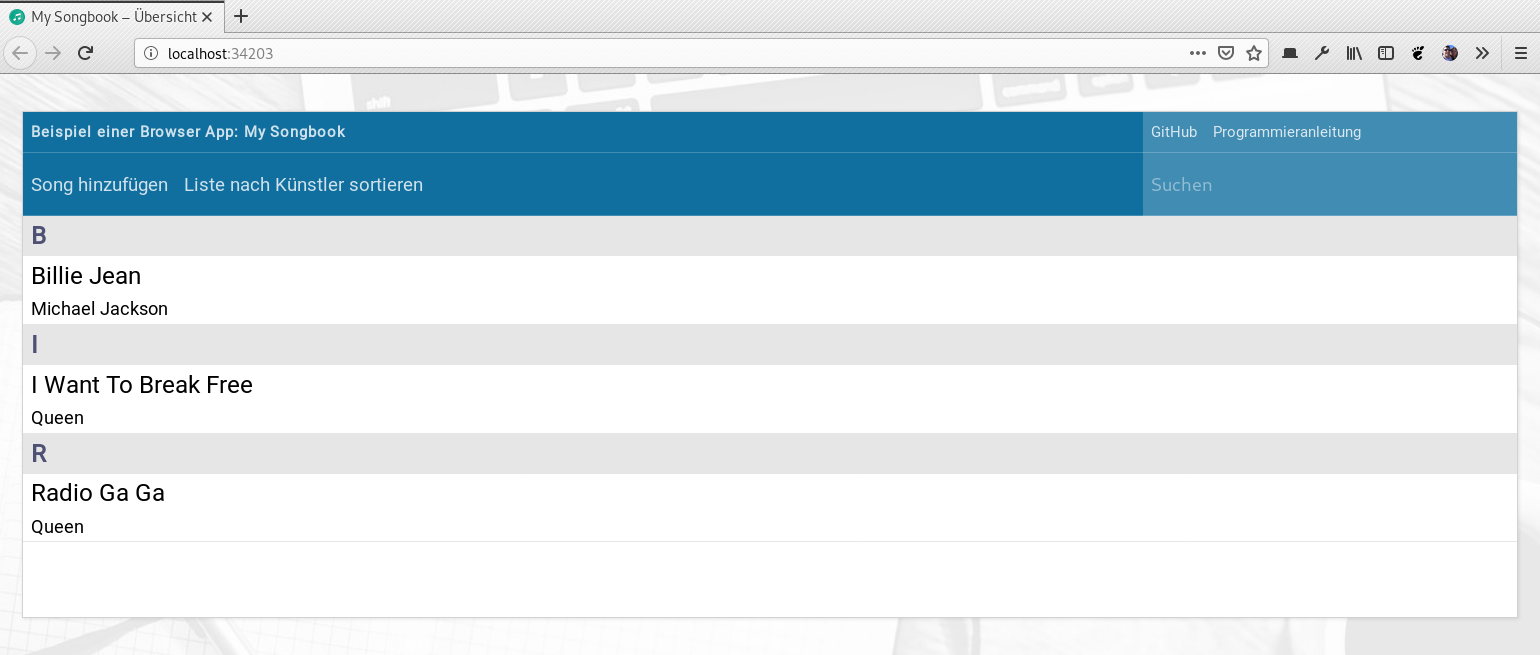 My Songbook – Übersicht
localhost:34203
shift
Beispiel einer Browser App: My Songbook
GitHub Programmieranleitung
Song hinzufügen Liste nach Künstler sortieren
Suchen
B
Billie Jean
Michael Jackson
I
I Want To Break Free
Queen
R
Radio Ga Ga
Queen